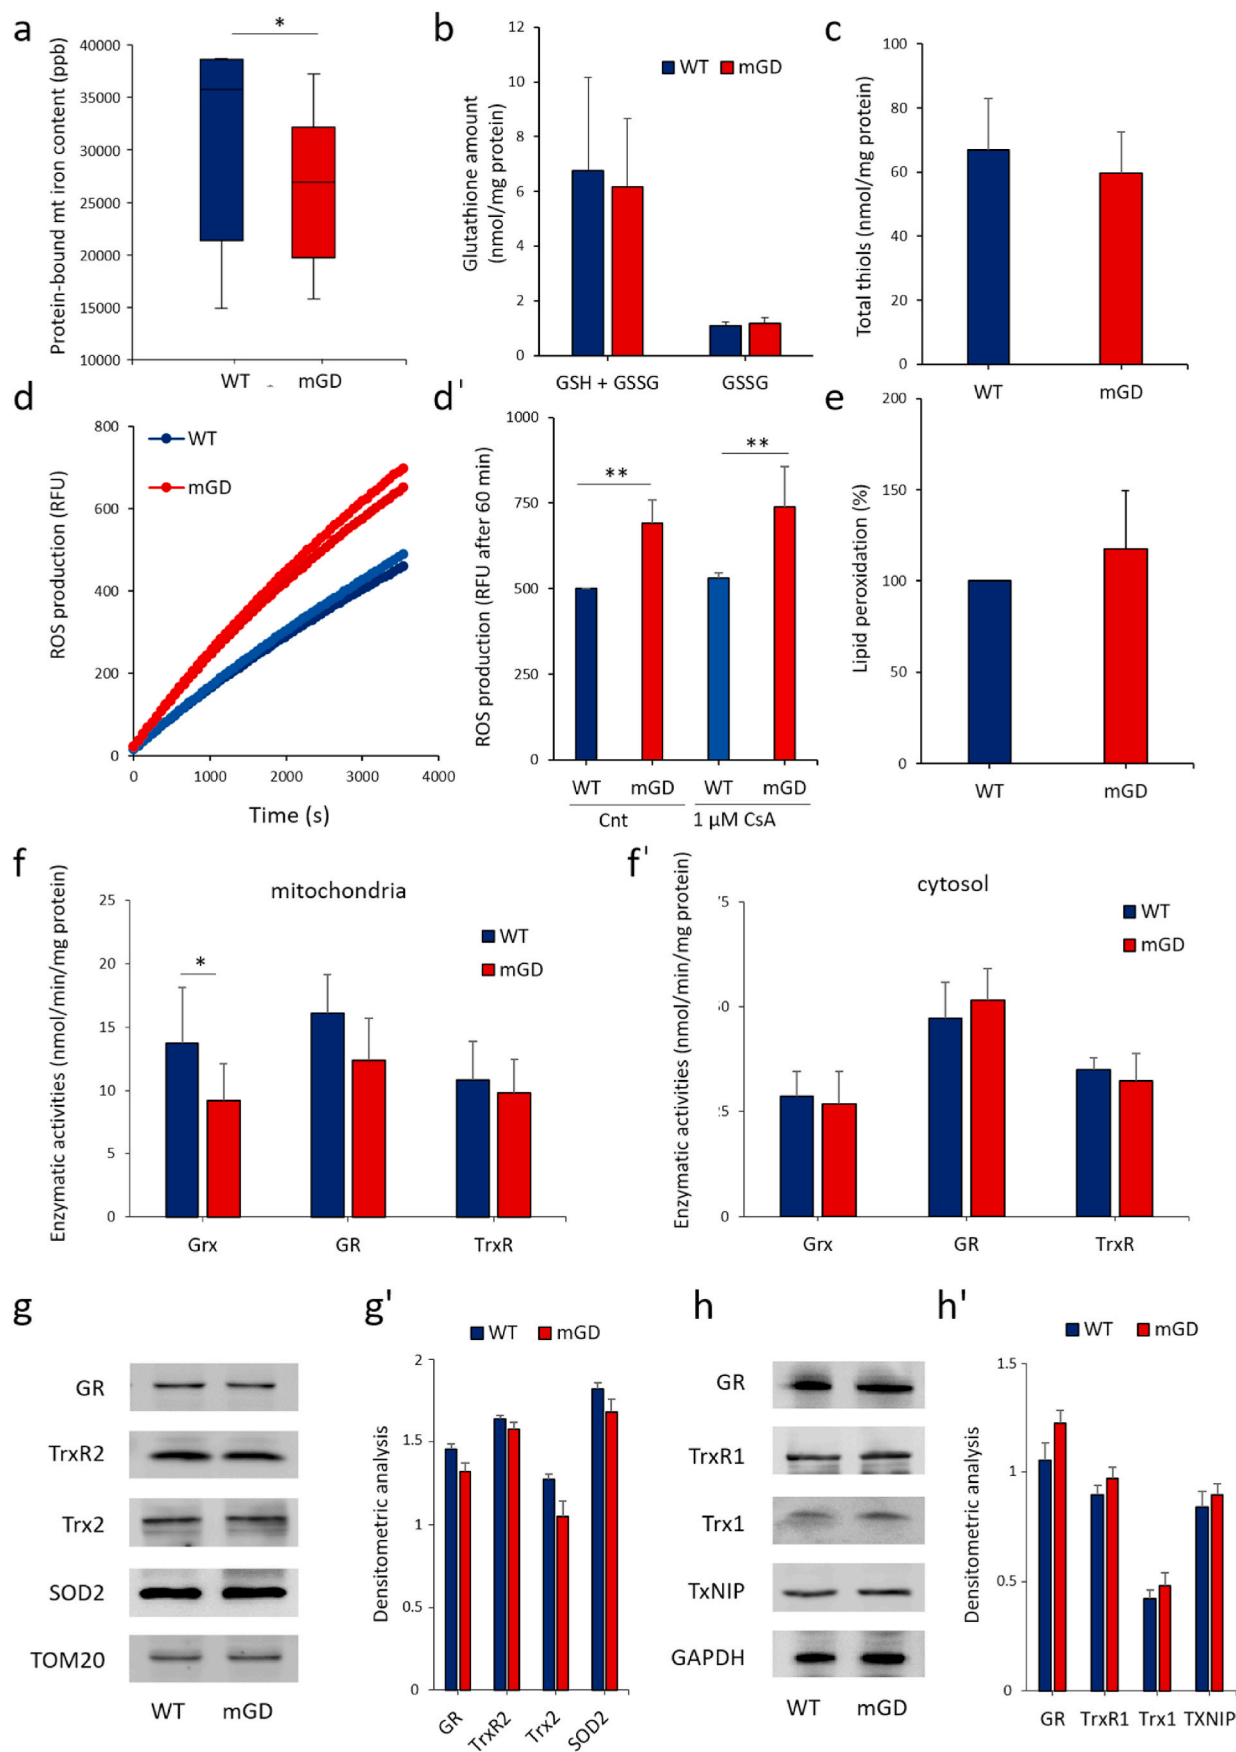 a
Protein-bound mt iron content (ppb)
*
40000
35000
30000
25000
20000
15000
10000
WT mGD
b
Glutathione amount
(nmol/mg protein)
12
10
8
6
4
2
0
WT mGD
GSH + GSSG GSSG
c
Total thiols (nmol/mg protein)
100
80
60
40
20
0
WT mGD
d
ROS production (RFU)
800
600
400
200
0
WT
mGD
0 1000 2000 3000 4000
Time (s)
d'
ROS production (RFU after 60 min)
1000
750
500
250
0
** **
WT mGD WT mGD
Cnt 1 µM CsA
e
Lipid peroxidation (%)
200
150
100
50
0
WT mGD
f
Enzymatic activities (nmol/min/mg protein)
mitochondria
25
20
15
10
5
0
WT
mGD
*
Grx GR TrxR
f'
Enzymatic activities (nmol/min/mg protein)
cytosol
75
50
25
0
WT
mGD
Grx GR TrxR
g
GR
TrxR2
Trx2
SOD2
TOM20
WT mGD
g'
WT mGD
Densitometric analysis
2
1.5
1
0.5
0
GR TrxR2 Trx2 SOD2
h
GR
TrxR1
Trx1
TxNIP
GAPDH
WT mGD
h'
WT mGD
Densitometric analysis
1.5
1
0.5
0
GR TrxR1 Trx1 TXNIP